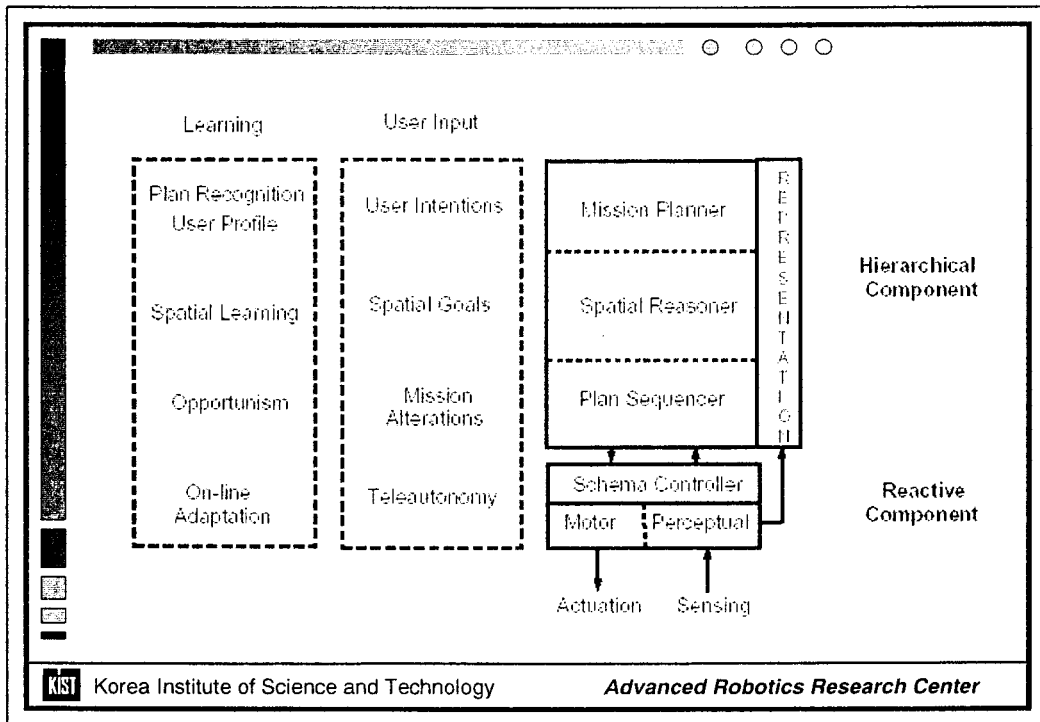 Learning
User Input
Plan Recognition
User Profile
Spatial Learning
Opportunism
On-line
Adaptation
User Intentions
Spatial Goals
Mission
Alterations
Teleautonomy
Mission Planner
Spatial Reasoner
Plan Sequencer
REPRESENTATION
Schema Controller
Motor
Perceptual
Actuation
Sensing
Hierarchical
Component
Reactive
Component
KIST
Korea Institute of Science and Technology
Advanced Robotics Research Center